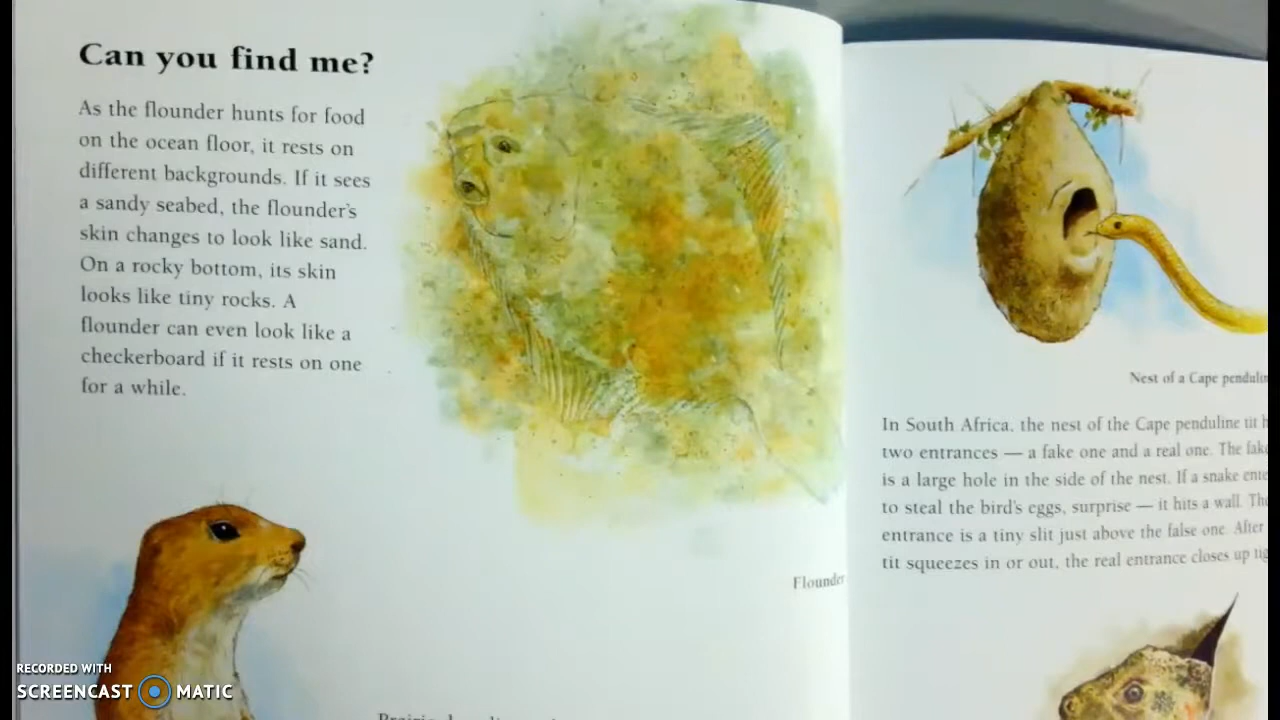 Can you find me?
As the flounder hunts for food
on the ocean floor, it rests on
different backgrounds. If it sees
a sandy seabed, the flounder's
skin changes to look like sand.
On a rocky bottom, its skin
looks like tiny rocks. A
flounder can even look like a
checkerboard if it rests on one
for a while.
Flounder
Nest of a Cape
In South Africa, the nest of the Cape penduline tit
two entrances — a fake one and a real one. The
is a large hole in the side of the nest. If a snake
to steal the bird's eggs, surprise — it hits a wall.
entrance is a tiny slit just above the false one. After
tit squeezes in or out, the real entrance closes up
RECORDED WITH
SCREENCAST MATIC